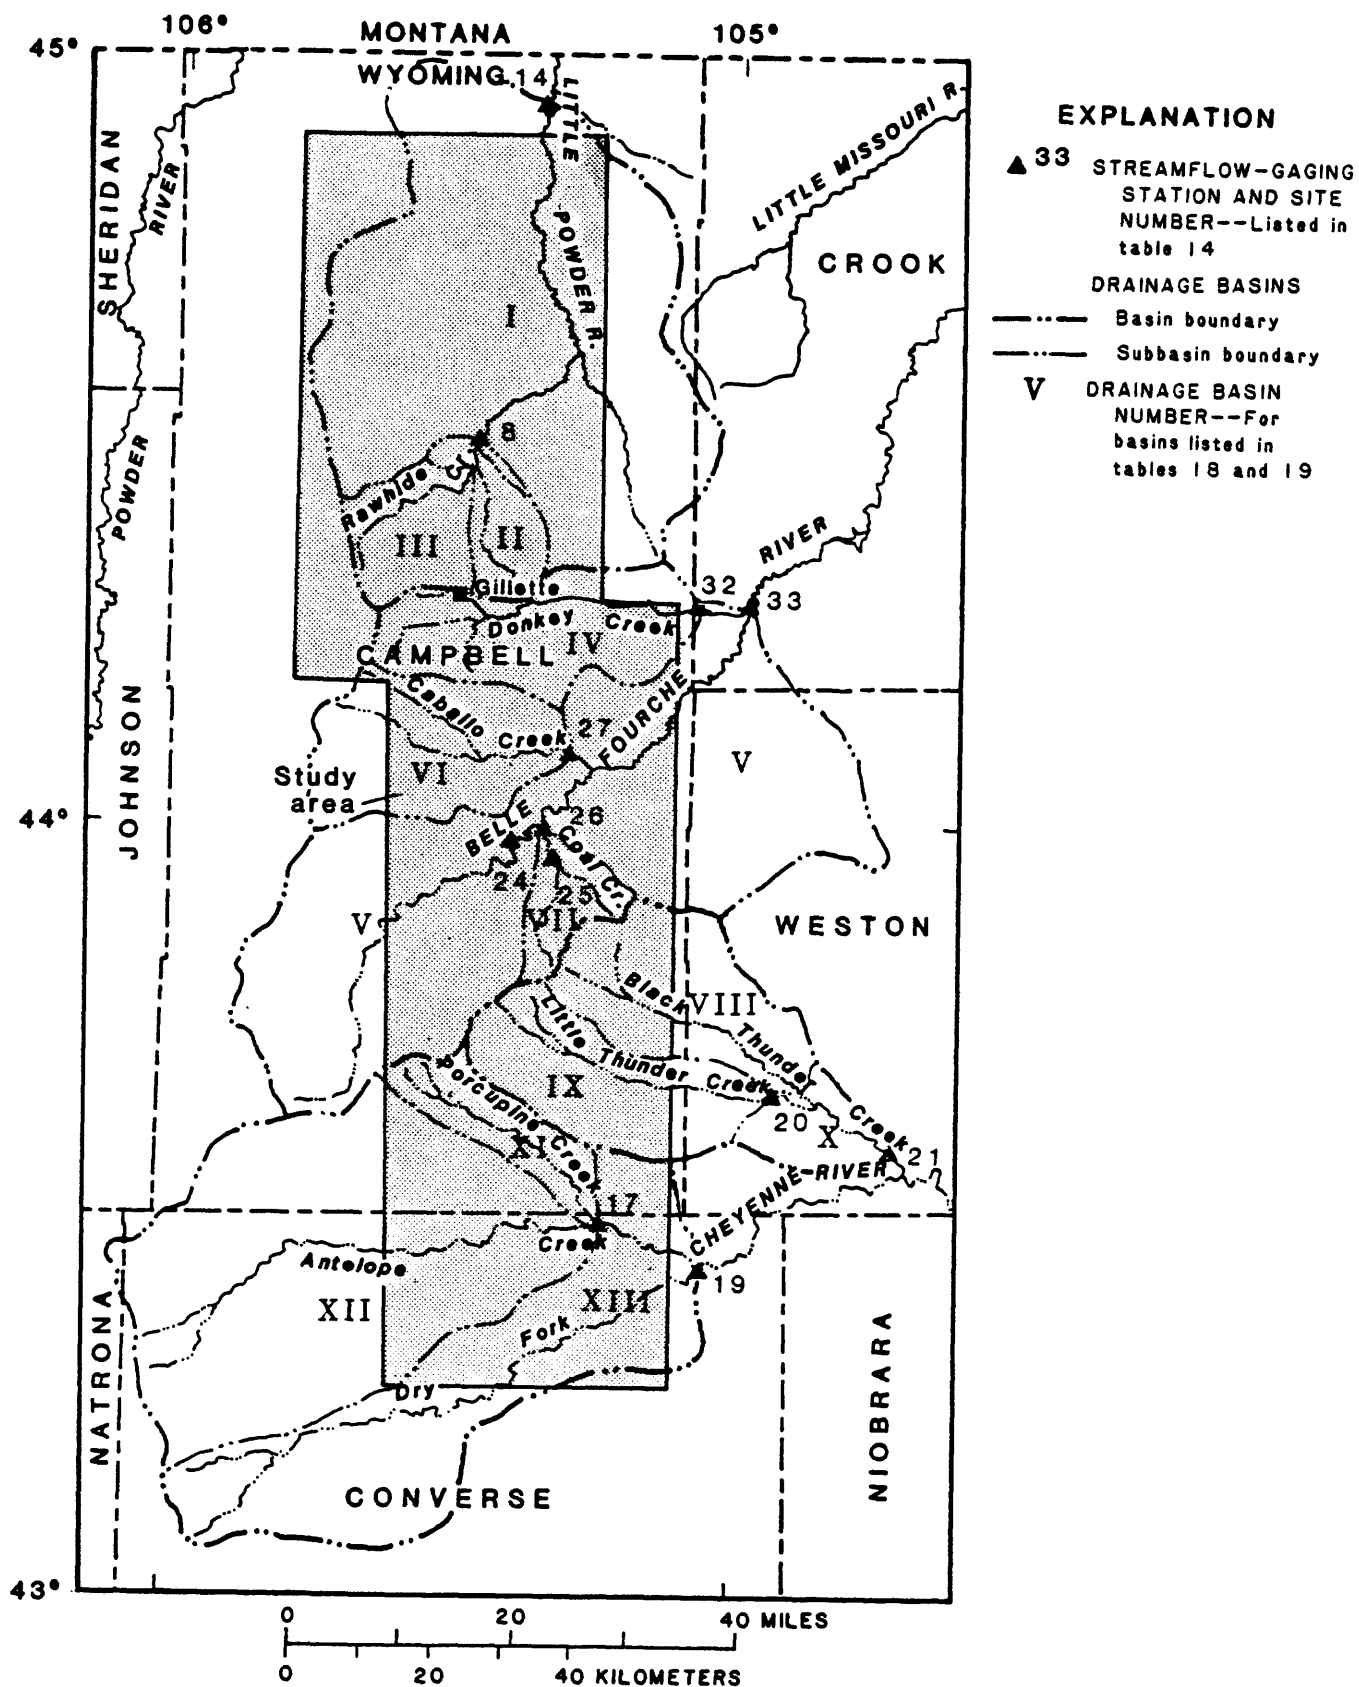 106°
105°
45°
MONTANA
WYOMING
14
LITTLE
POWDER R.
LITTLE MISSOURI R.
SHERIDAN
RIVER
POWDER
CROOK
I
8
5
Rawhide
III
II
Gillette
Donkey Creek
IV
CAMPBELL
32
33
RIVER
Caballo Creek
27
FOURCHE
VI
V
Study
area
JOHNSON
44°
BELLE
26
Coal Cr.
24
25
VII
V
WESTON
Black Thunder Creek
VIII
Little Thunder Creek
IX
20
X
21
Porcupine Creek
XI
17
CHEYENNE RIVER
Antelope Creek
19
XII
XIII
Dry Fork
NATRONA
NIOBRARA
CONVERSE
43°
0 20 40 MILES
0 20 40 KILOMETERS
EXPLANATION
33 STREAMFLOW-GAGING
STATION AND SITE
NUMBER--Listed in
table 14
DRAINAGE BASINS
Basin boundary
Subbasin boundary
V DRAINAGE BASIN
NUMBER--For
basins listed in
tables 18 and 19